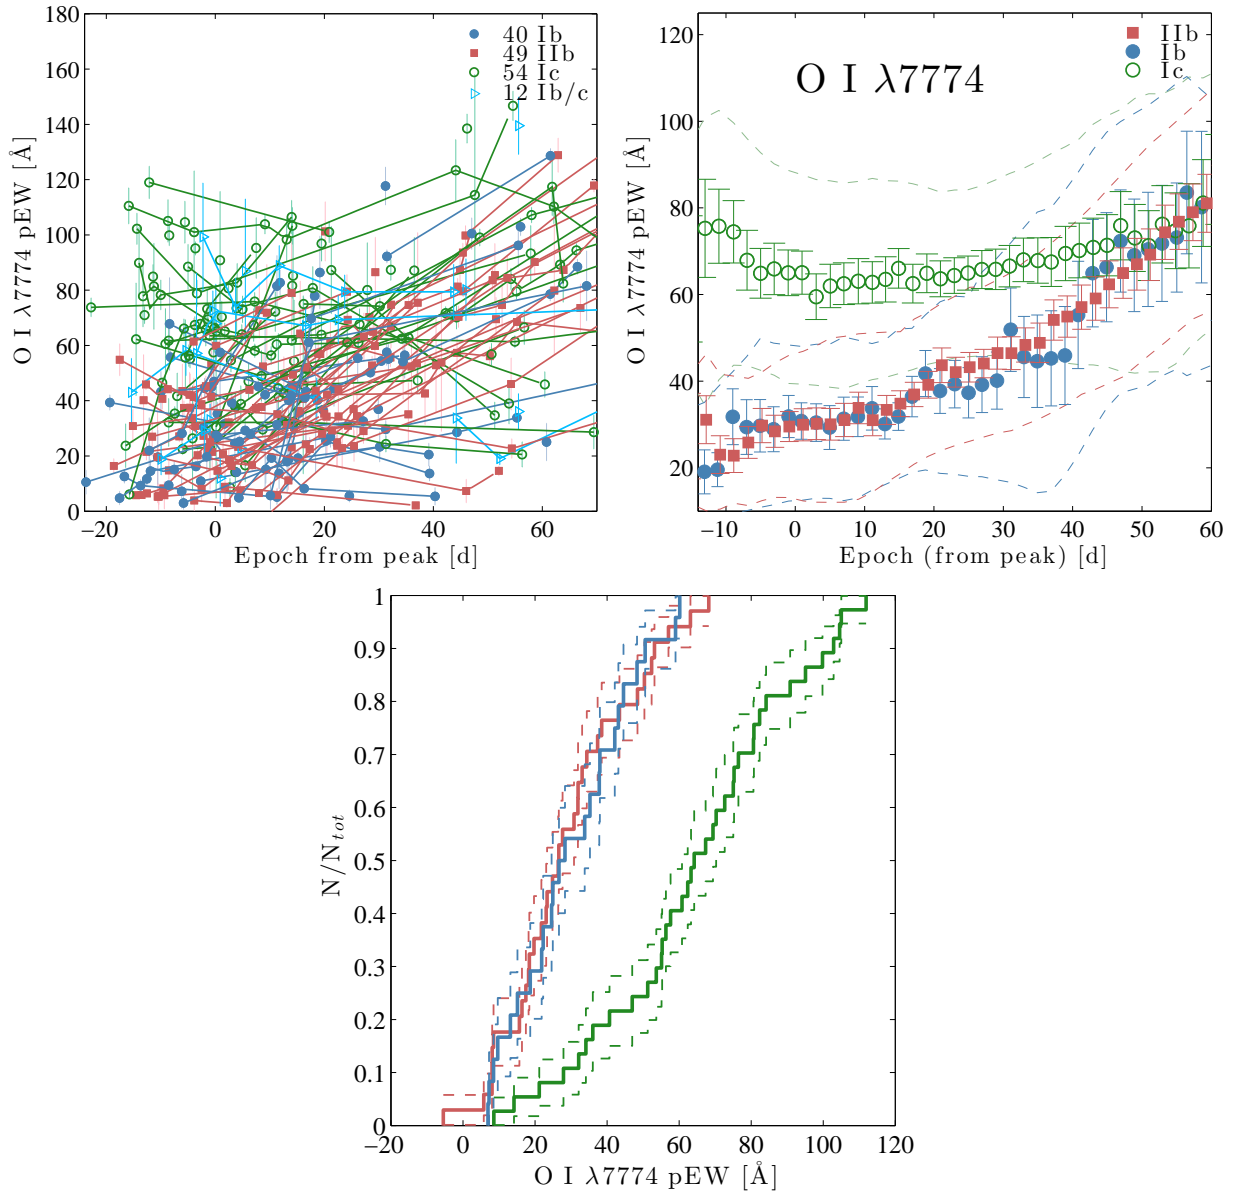 180
160
140
120
100
80
60
40
20
0
O I λ7774 pEW [Å]
40 Ib
49 IIb
54 Ic
12 Ib/c
−20 0 20 40 60
Epoch from peak [d]
120
100
80
60
40
20
O I λ7774 pEW [Å]
O I λ7774
IIb
Ib
Ic
−10 0 10 20 30 40 50 60
Epoch (from peak) [d]
1
0.9
0.8
0.7
0.6
0.5
0.4
0.3
0.2
0.1
0
N/N_tot
−20 0 20 40 60 80 100 120
O I λ7774 pEW [Å]